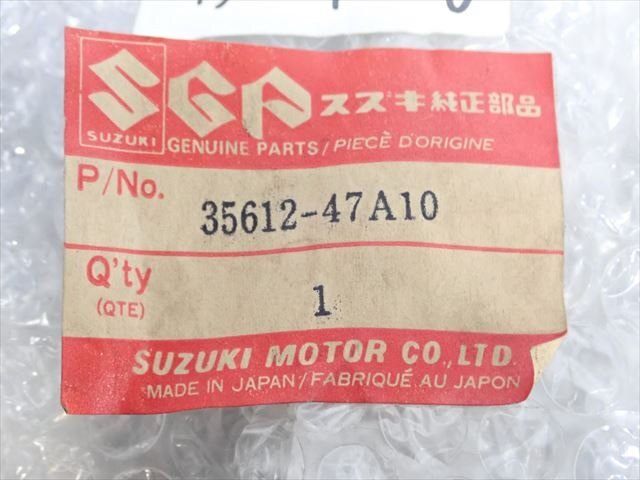 SGP スズキ純正部品
SUZUKI GENUINE PARTS/PIECÈ D'ORIGINE
P/No. 35612-47A10
Q'ty
(QTE) 1
SUZUKI MOTOR CO.,LTD.
MADE IN JAPAN/FABRIQUÉ AU JAPON